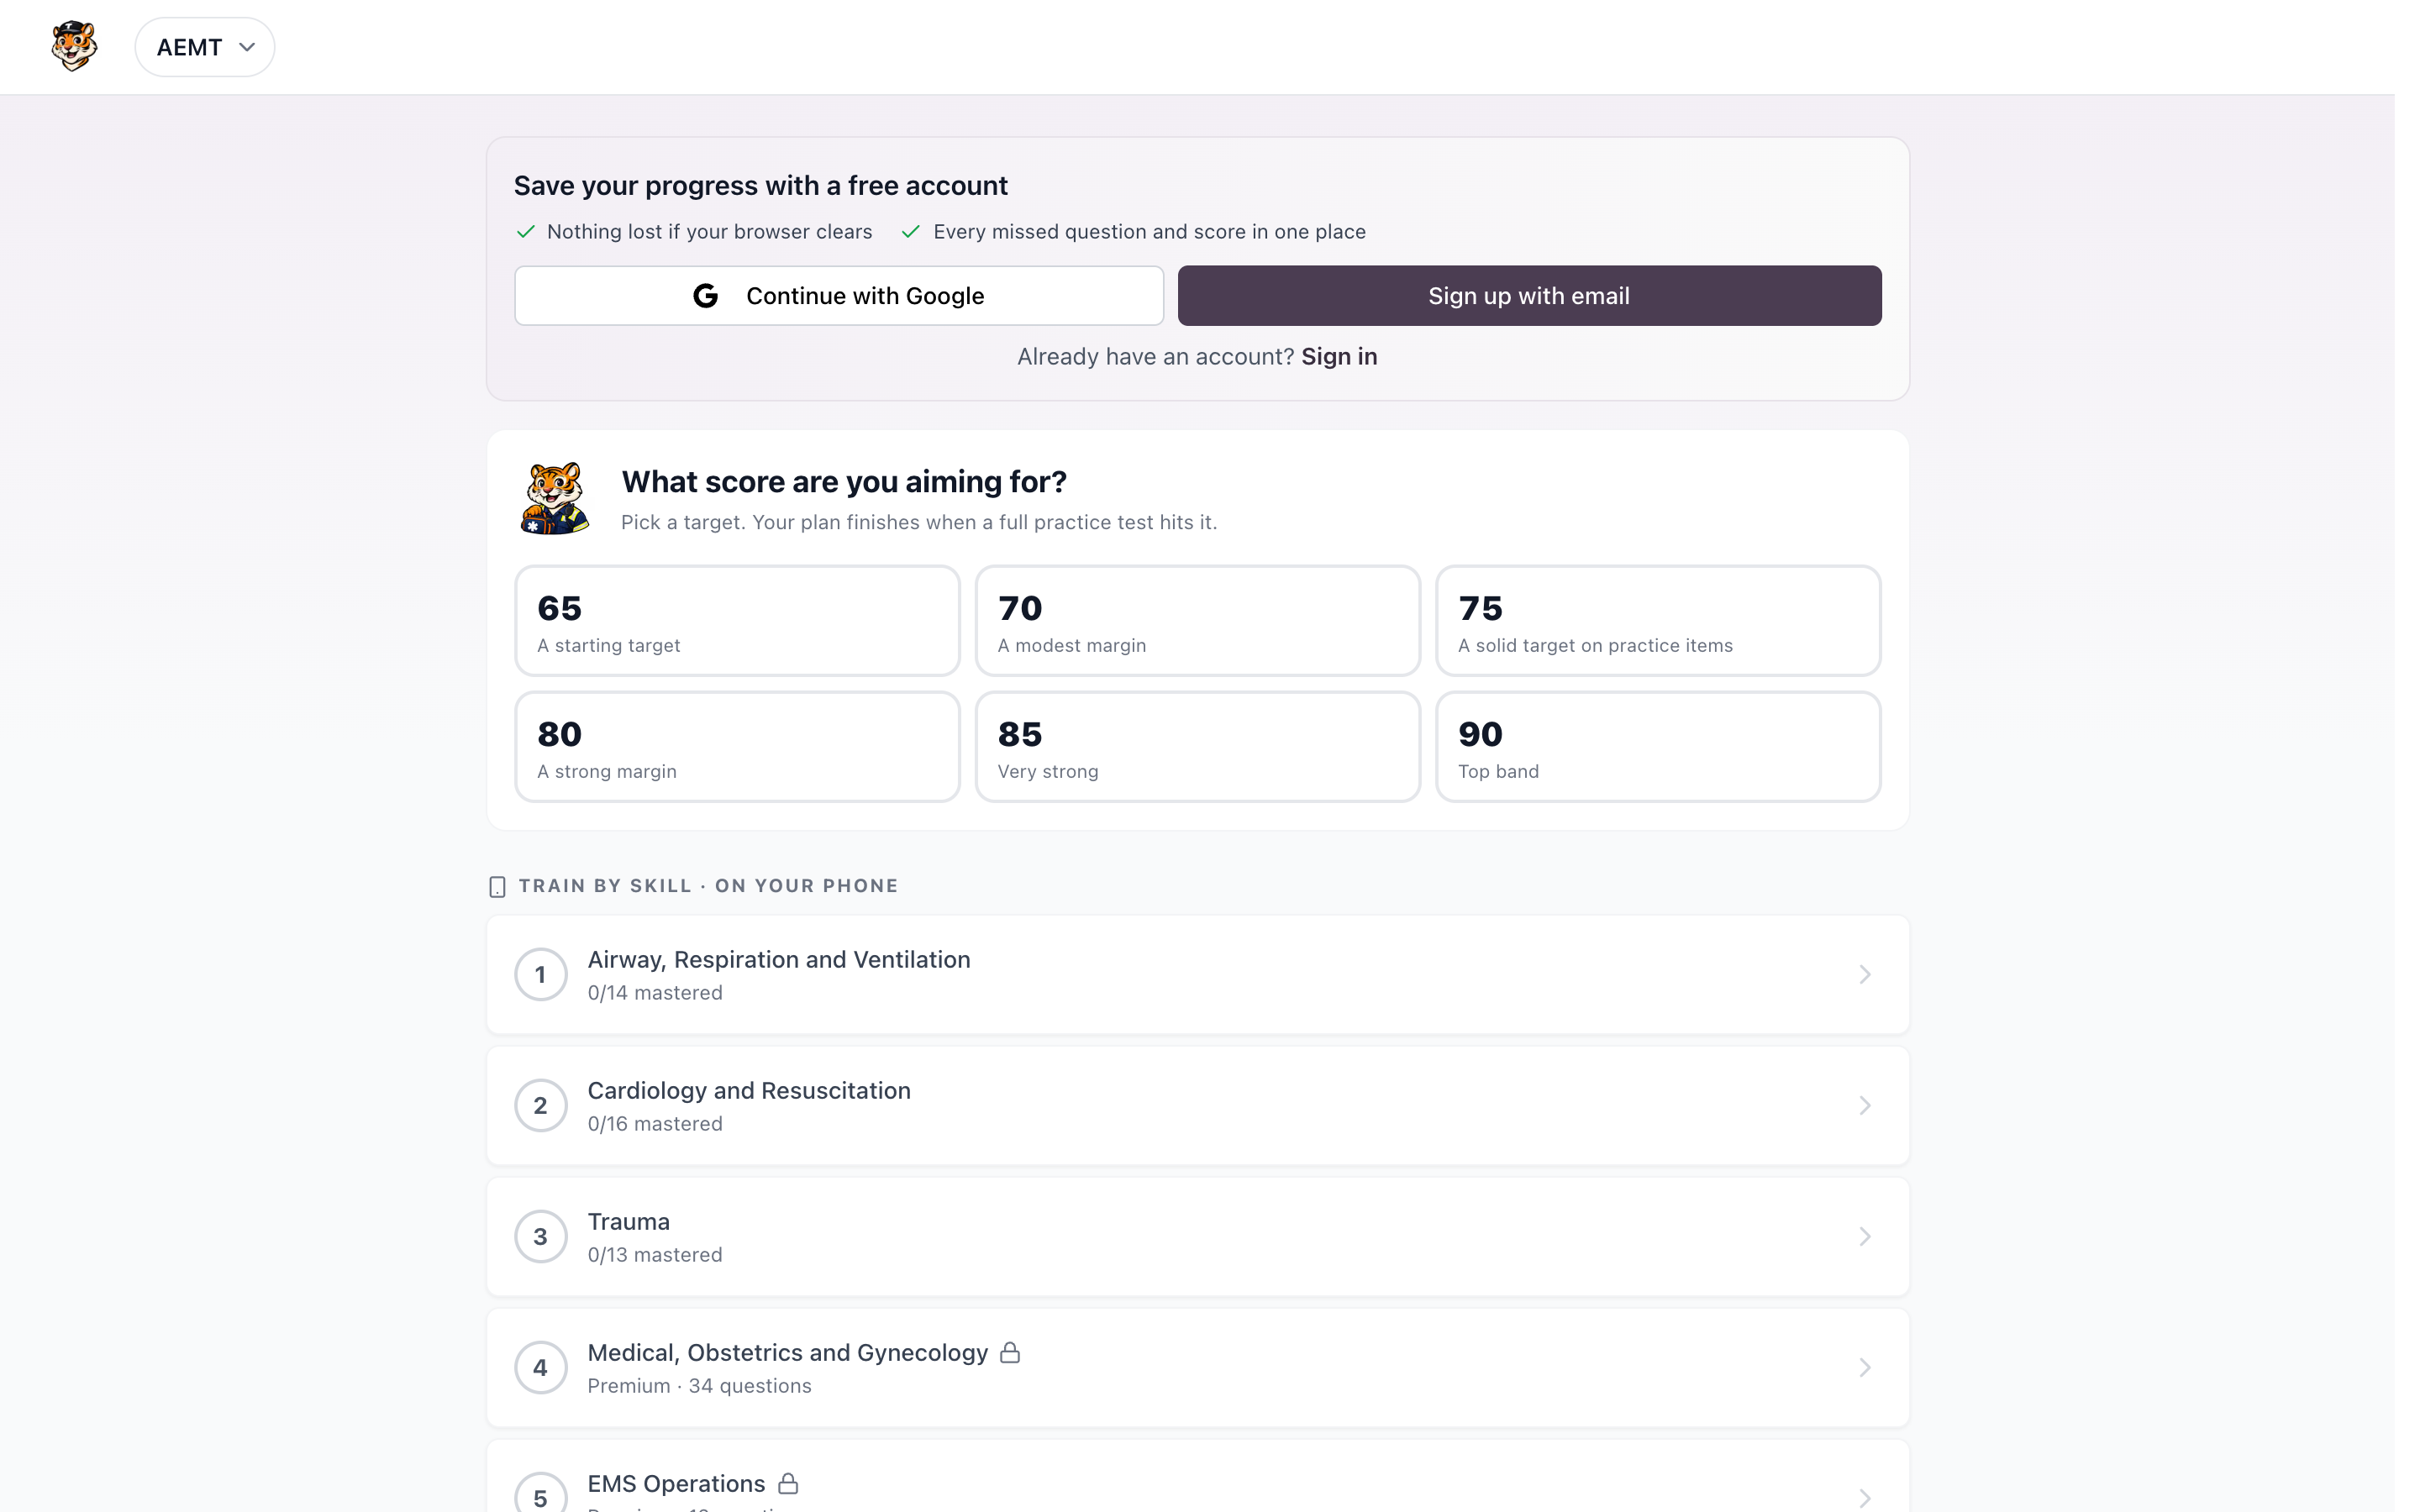 AEMT
Save your progress with a free account
Nothing lost if your browser clears
Every missed question and score in one place
Continue with Google
Sign up with email
Already have an account? Sign in
What score are you aiming for?
Pick a target. Your plan finishes when a full practice test hits it.
65
A starting target
70
A modest margin
75
A solid target on practice items
80
A strong margin
85
Very strong
90
Top band
TRAIN BY SKILL · ON YOUR PHONE
1
Airway, Respiration and Ventilation
0/14 mastered
2
Cardiology and Resuscitation
0/16 mastered
3
Trauma
0/13 mastered
4
Medical, Obstetrics and Gynecology
Premium · 34 questions
5
EMS Operations